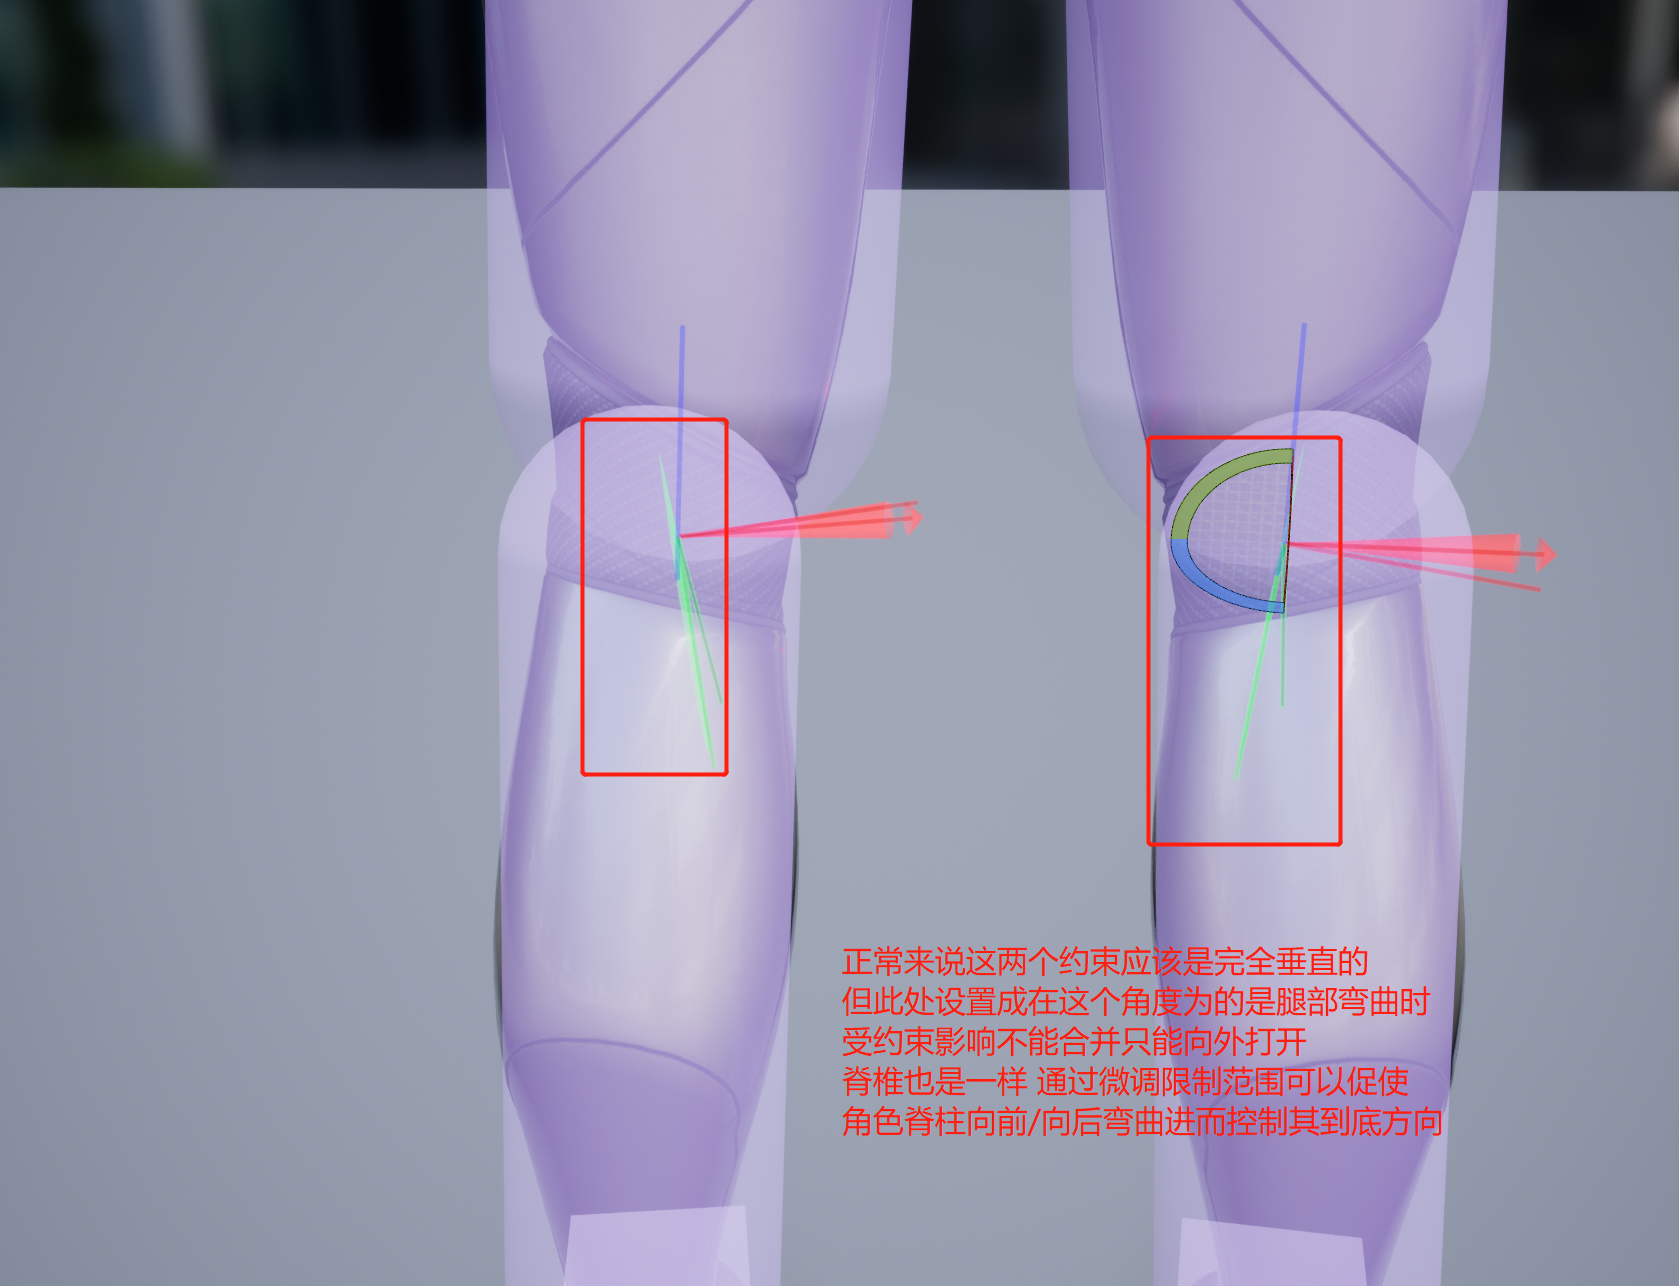 正常来说这两个约束应该是完全垂直的
但此处设置成在这个角度为的是腿部弯曲时
受约束影响不能合并只能向外打开
脊椎也是一样 通过微调限制范围可以促使
角色脊柱向前/向后弯曲进而控制其到底方向